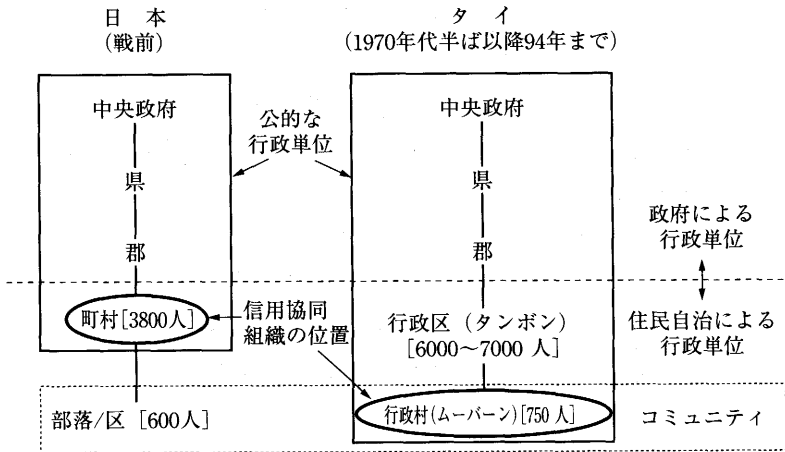 日 本
(戦前)
タ イ
(1970年代半ば以降94年まで)
中央政府
県
郡
町村[3800人]
部落/区 [600人]
公的な
行政単位
信用協同
組織の位置
中央政府
県
郡
行政区 (タンボン)
[6000〜7000 人]
行政村(ムーバーン)[750 人]
政府による
行政単位
住民自治による
行政単位
コミュニティ